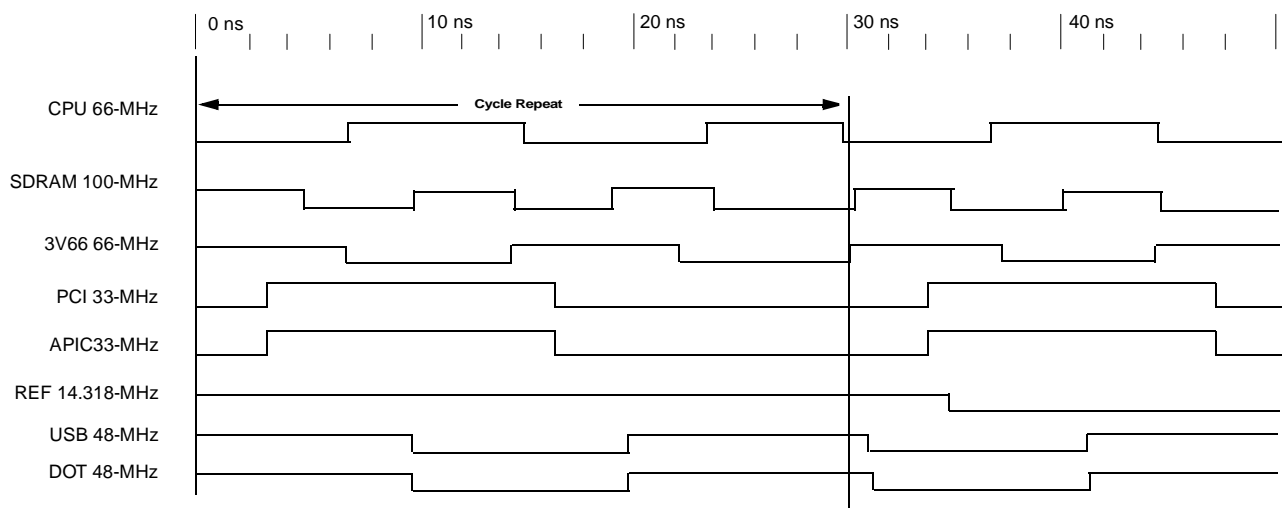 0 ns 10 ns 20 ns 30 ns 40 ns
Cycle Repeat
CPU 66-MHz
SDRAM 100-MHz
3V66 66-MHz
PCI 33-MHz
APIC33-MHz
REF 14.318-MHz
USB 48-MHz
DOT 48-MHz